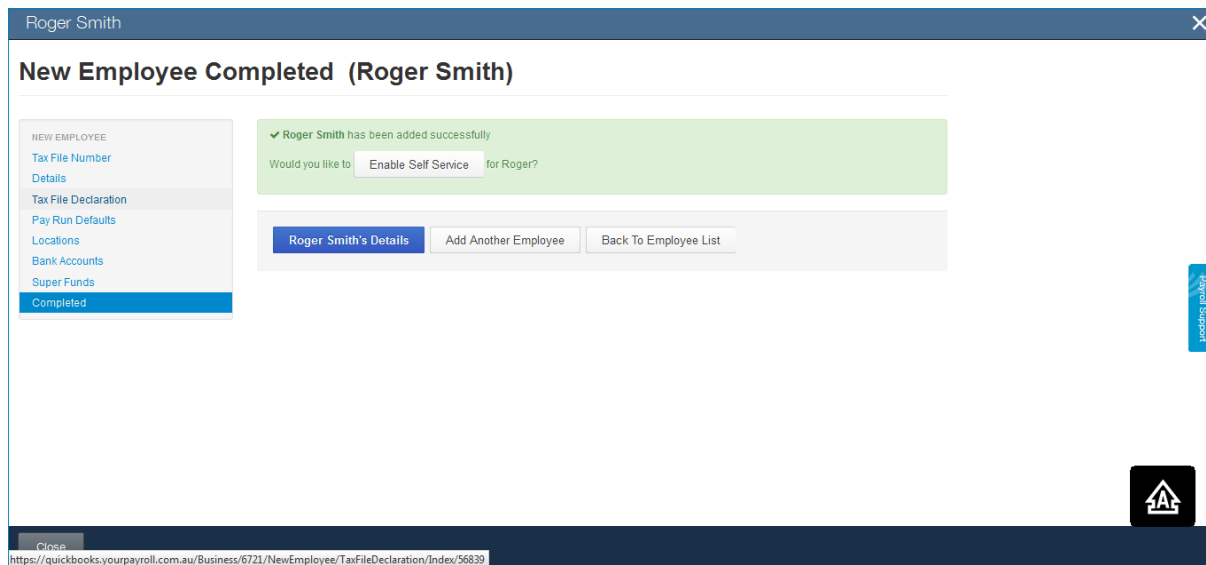 Roger Smith
New Employee Completed (Roger Smith)
NEW EMPLOYEE
Tax File Number
Details
Tax File Declaration
Pay Run Defaults
Locations
Bank Accounts
Super Funds
Completed
Roger Smith has been added successfully
Would you like to Enable Self Service for Roger?
Roger Smith's Details Add Another Employee Back To Employee List
Payroll Support
A
Close
https://quickbooks.yourpayroll.com.au/Business/6721/NewEmployee/TaxFileDeclaration/Index/56839